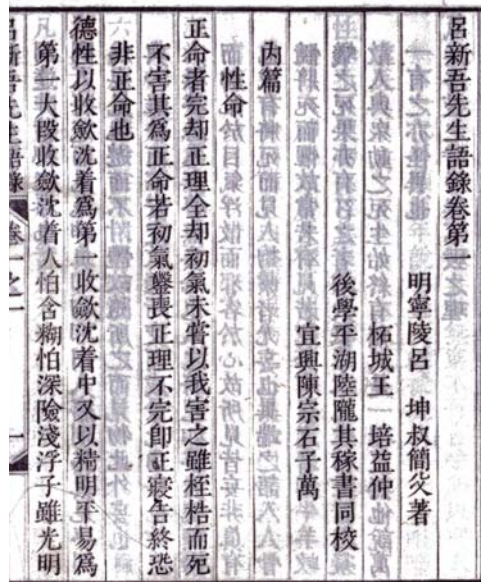 呂新吾先生語錄卷第一
明寧陵呂　坤叔簡父著
柘城王　培益仲
後學平湖陸隴其稼書同校
宜興陳宗石子萬
內篇
性命
正命者完却正理全却初氣未嘗以我害之雖桎梏而死
不害其爲正命若初氣鑿喪正理不完即正寢告終恐
非正命也
德性以收斂沈着爲第一收斂沈着中又以精明平易爲
第一大段收斂沈着人怕含糊怕深險淺浮子雖光明
呂新吾先生語錄　卷一之一　一